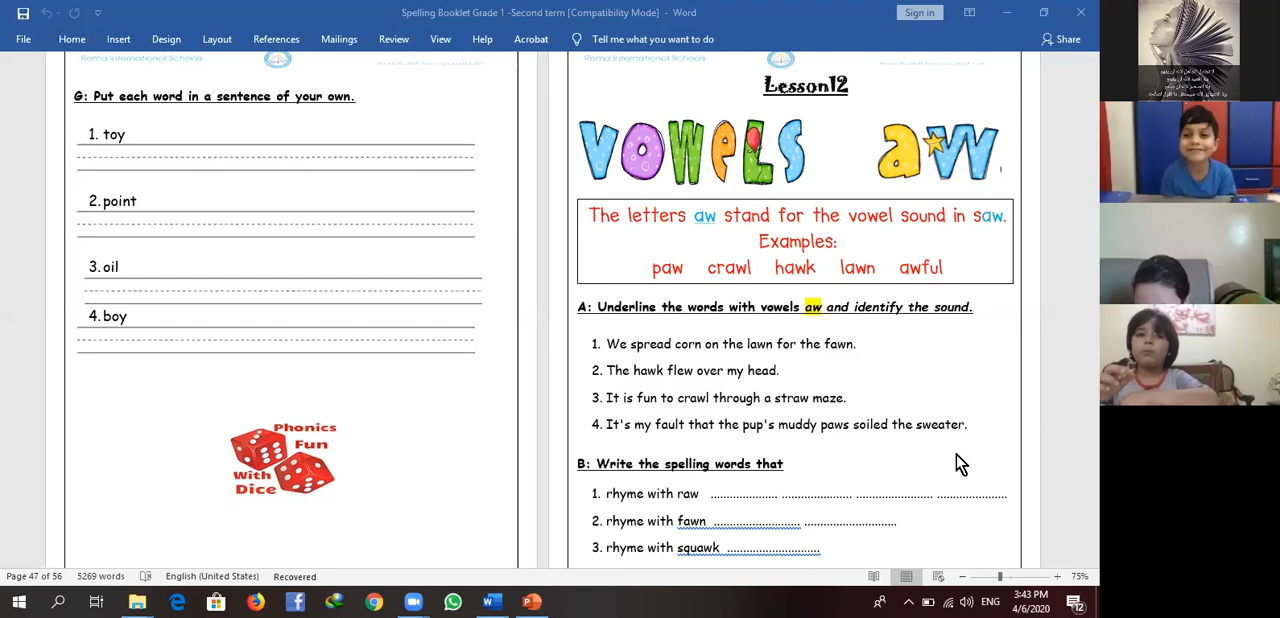 Spelling Booklet Grade 1 -Second term [Compatibility Mode] - Word
Sign in
File Home Insert Design Layout References Mailings Review View Help Acrobat Tell me what you want to do Share
Rema International Schools
G: Put each word in a sentence of your own.
1. toy
2. point
3. oil
4. boy
Phonics
Fun
With
Dice
Rema International Schools
Lesson12
VOWELS aw
The letters aw stand for the vowel sound in saw.
Examples:
paw crawl hawk lawn awful
A: Underline the words with vowels aw and identify the sound.
1. We spread corn on the lawn for the fawn.
2. The hawk flew over my head.
3. It is fun to crawl through a straw maze.
4. It's my fault that the pup's muddy paws soiled the sweater.
B: Write the spelling words that
1. rhyme with raw ..................... ...................... ........................ ......................
2. rhyme with fawn ........................... .............................
3. rhyme with squawk .............................
Page 47 of 56 5269 words English (United States) Recovered
75%
ENG
3:43 PM
4/6/2020
12